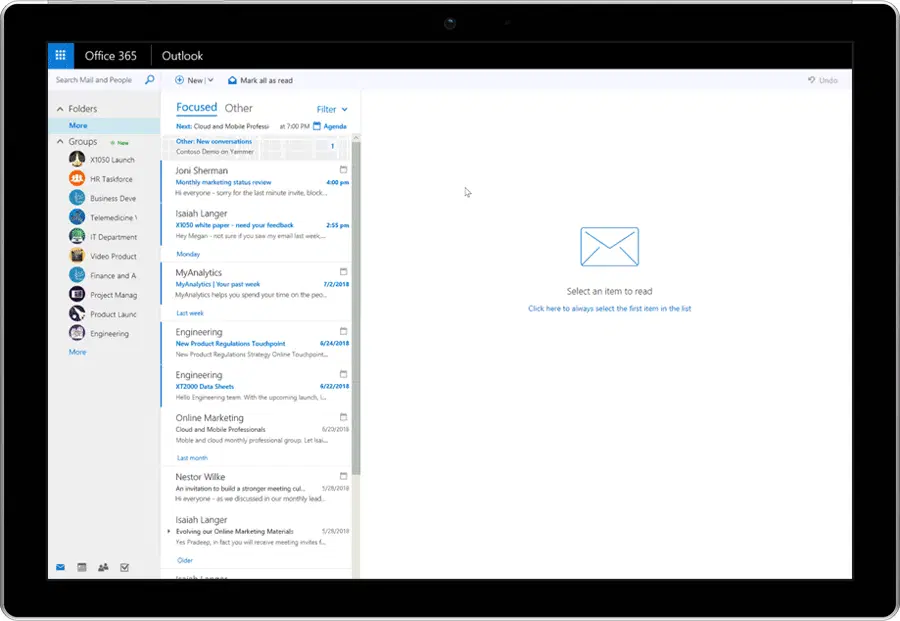 Office 365
Outlook
Search Mail and People
New
Mark all as read
Undo
Folders
More
Groups
New
X1050 Launch
HR Taskforce
Business Deve
Telemedicine V
IT Department
Video Product
Finance and A
Project Manag
Product Launc
Engineering
More
Focused
Other
Filter
Next: Cloud and Mobile Professi at 7:00 PM Agenda
Other: New conversations
Contoso Demo on Yammer
1
Joni Sherman
Monthly marketing status review 4:00 pm
Hi everyone - sorry for the last minute invite, block...
Isaiah Langer
X1050 white paper - need your feedback 2:55 pm
Hey Megan - not sure if you saw my email last week,...
Monday
MyAnalytics
MyAnalytics | Your past week 7/2/2018
MyAnalytics helps you spend your time on the peo...
Last week
Engineering
New Product Regulations Touchpoint 6/24/2018
New Product Regulations Strategy Online Touchpoint...
Engineering
XT2000 Data Sheets 6/22/2018
Hello Engineering team. With the upcoming launch, I...
Online Marketing
Cloud and Mobile Professionals 6/20/2018
Moble and cloud monthly professional group. Let Isai...
Last month
Nestor Wilke
An invitation to build a stronger meeting cul... 5/28/2018
Hi everyone - as we discussed in our monthly lead...
Isaiah Langer
Evolving our Online Marketing Materials 5/28/2018
Yes Pradeep, in fact you will receive meeting invites f...
Older
Isaiah Langer
Select an item to read
Click here to always select the first item in the list